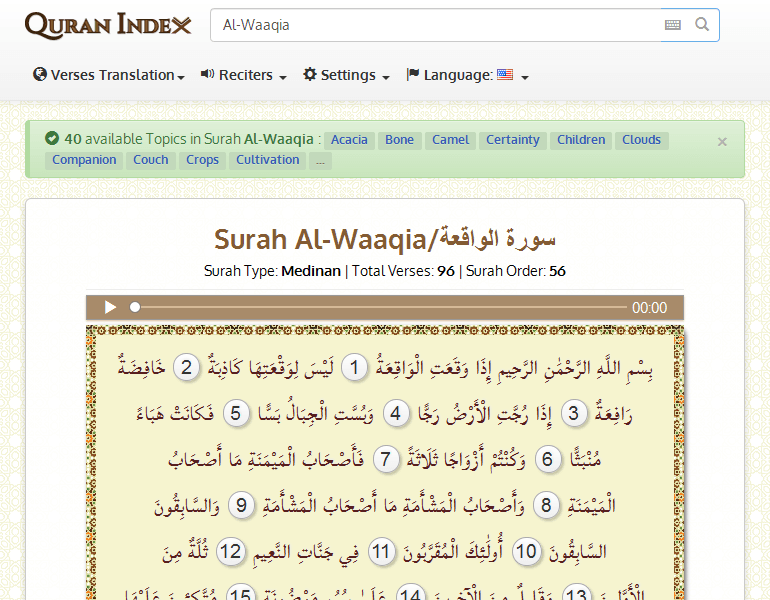 QURAN INDEX
Al-Waaqia
Verses Translation
Reciters
Settings
Language:
40 available Topics in Surah Al-Waaqia : Acacia Bone Camel Certainty Children Clouds ×
Companion Couch Crops Cultivation ...
Surah Al-Waaqia/سورة الواقعة
Surah Type: Medinan | Total Verses: 96 | Surah Order: 56
00:00
بِسْمِ اللَّهِ الرَّحْمَٰنِ الرَّحِيمِ إِذَا وَقَعَتِ الْوَاقِعَةُ 1 لَيْسَ لِوَقْعَتِهَا كَاذِبَةٌ 2 خَافِضَةٌ
رَافِعَةٌ 3 إِذَا رُجَّتِ الْأَرْضُ رَجًّا 4 وَبُسَّتِ الْجِبَالُ بَسًّا 5 فَكَانَتْ هَبَاءً
مُنْبَثًّا 6 وَكُنْتُمْ أَزْوَاجًا ثَلَاثَةً 7 فَأَصْحَابُ الْمَيْمَنَةِ مَا أَصْحَابُ
الْمَيْمَنَةِ 8 وَأَصْحَابُ الْمَشْأَمَةِ مَا أَصْحَابُ الْمَشْأَمَةِ 9 وَالسَّابِقُونَ
السَّابِقُونَ 10 أُولَٰئِكَ الْمُقَرَّبُونَ 11 فِي جَنَّاتِ النَّعِيمِ 12 ثُلَّةٌ مِنَ
13 14 15